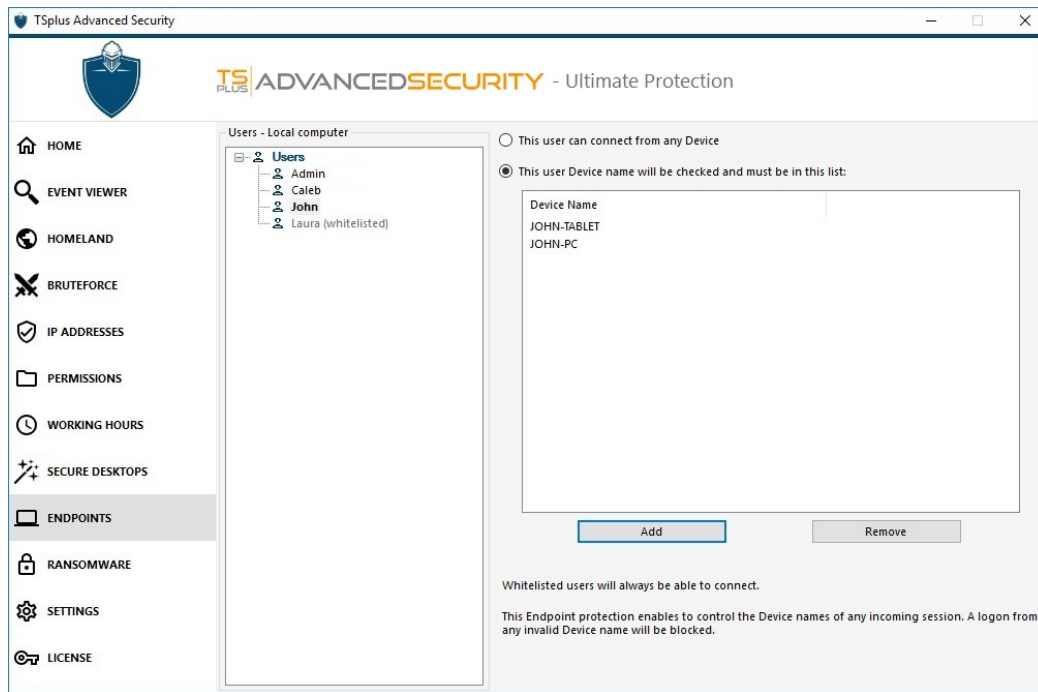 TSplus Advanced Security
TS PLUS ADVANCEDSECURITY - Ultimate Protection
HOME
EVENT VIEWER
HOMELAND
BRUTEFORCE
IP ADDRESSES
PERMISSIONS
WORKING HOURS
SECURE DESKTOPS
ENDPOINTS
RANSOMWARE
SETTINGS
LICENSE
Users - Local computer
Users
Admin
Caleb
John
Laura (whitelisted)
This user can connect from any Device
This user Device name will be checked and must be in this list:
Device Name
JOHN-TABLET
JOHN-PC
Add
Remove
Whitelisted users will always be able to connect.
This Endpoint protection enables to control the Device names of any incoming session. A logon from
any invalid Device name will be blocked.